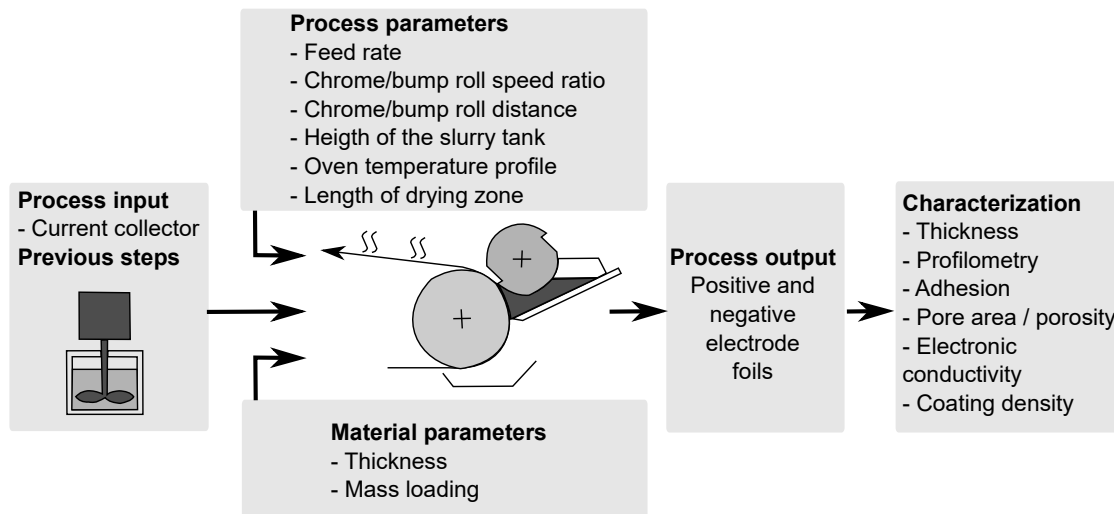 Process parameters
- Feed rate
- Chrome/bump roll speed ratio
- Chrome/bump roll distance
- Heigth of the slurry tank
- Oven temperature profile
- Length of drying zone
Process input
- Current collector
Previous steps
Material parameters
- Thickness
- Mass loading
Process output
Positive and
negative
electrode
foils
Characterization
- Thickness
- Profilometry
- Adhesion
- Pore area / porosity
- Electronic
conductivity
- Coating density